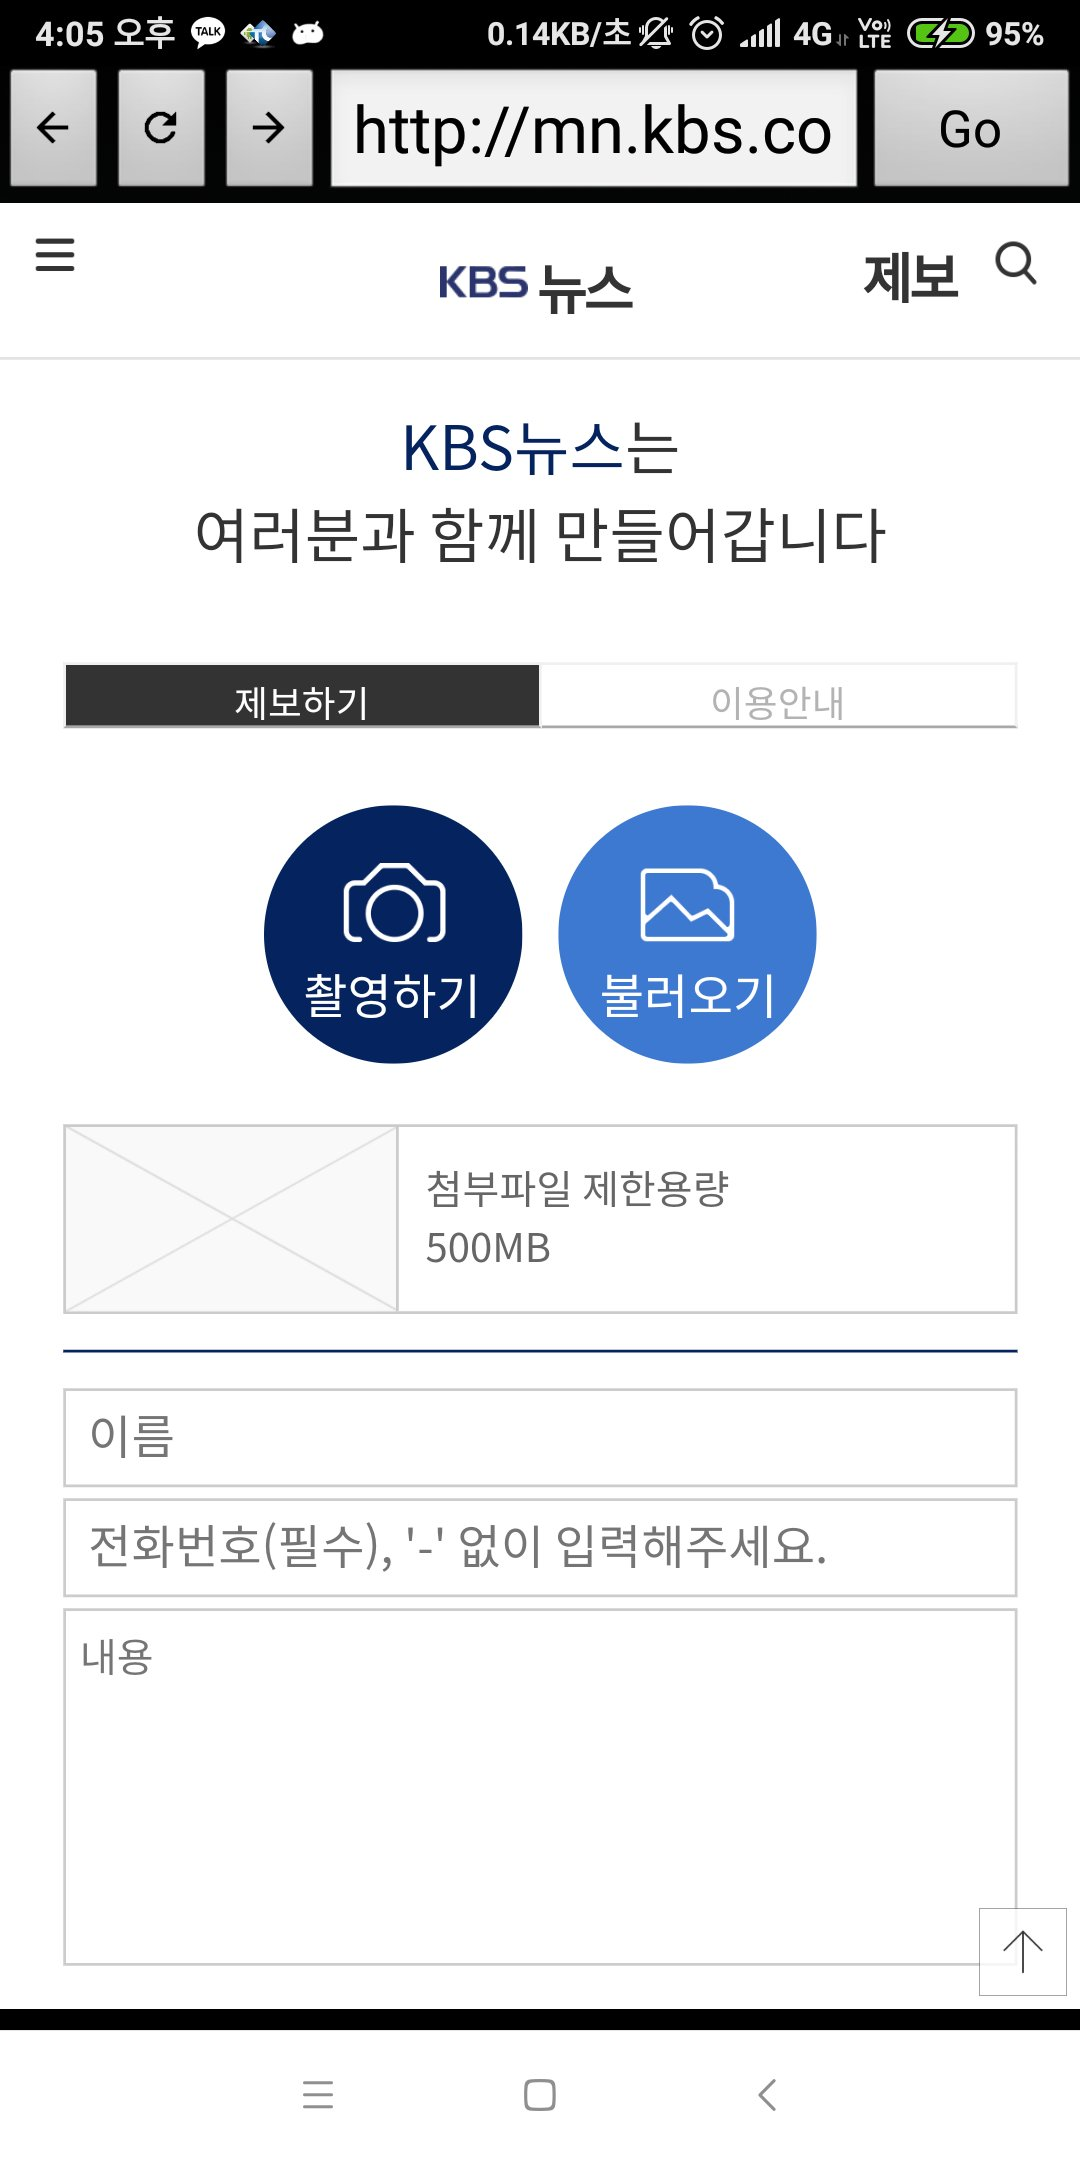 4:05 오후 TALK 0.14KB/초 4G VoLTE 95%
http://mn.kbs.co Go
KBS 뉴스 제보
KBS뉴스는
여러분과 함께 만들어갑니다
제보하기 이용안내
촬영하기 불러오기
첨부파일 제한용량
500MB
이름
전화번호(필수), '-' 없이 입력해주세요.
내용